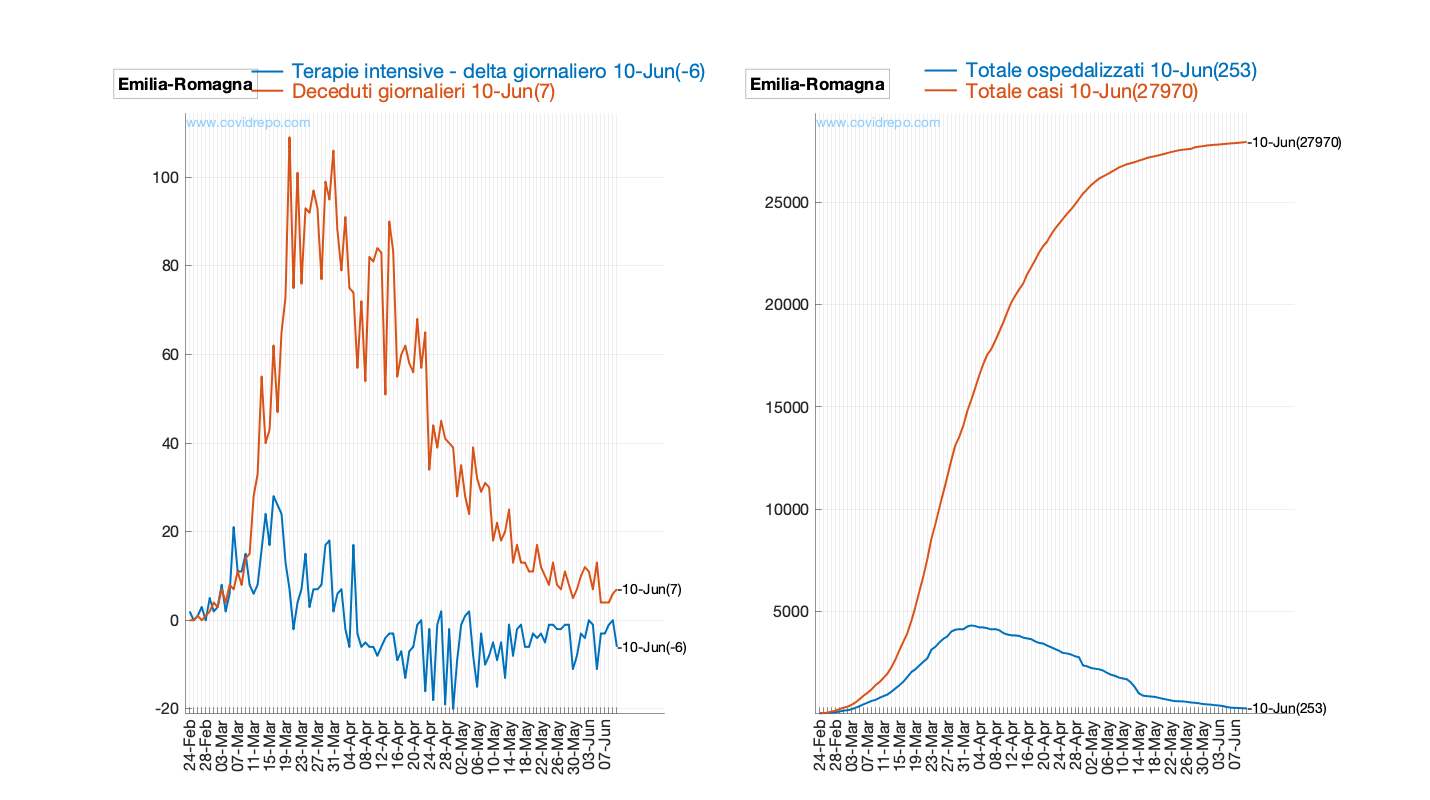 Emilia-Romagna
Terapie intensive - delta giornaliero 10-Jun(-6)
Deceduti giornalieri 10-Jun(7)
www.covidrepo.com
100
80
60
40
20
0
-20
-10-Jun(7)
-10-Jun(-6)
24-Feb
28-Feb
03-Mar
07-Mar
11-Mar
15-Mar
19-Mar
23-Mar
27-Mar
31-Mar
04-Apr
08-Apr
12-Apr
16-Apr
20-Apr
24-Apr
28-Apr
02-May
06-May
10-May
14-May
18-May
22-May
26-May
30-May
03-Jun
07-Jun
Emilia-Romagna
Totale ospedalizzati 10-Jun(253)
Totale casi 10-Jun(27970)
www.covidrepo.com
25000
20000
15000
10000
5000
-10-Jun(27970)
-10-Jun(253)
24-Feb
28-Feb
03-Mar
07-Mar
11-Mar
15-Mar
19-Mar
23-Mar
27-Mar
31-Mar
04-Apr
08-Apr
12-Apr
16-Apr
20-Apr
24-Apr
28-Apr
02-May
06-May
10-May
14-May
18-May
22-May
26-May
30-May
03-Jun
07-Jun